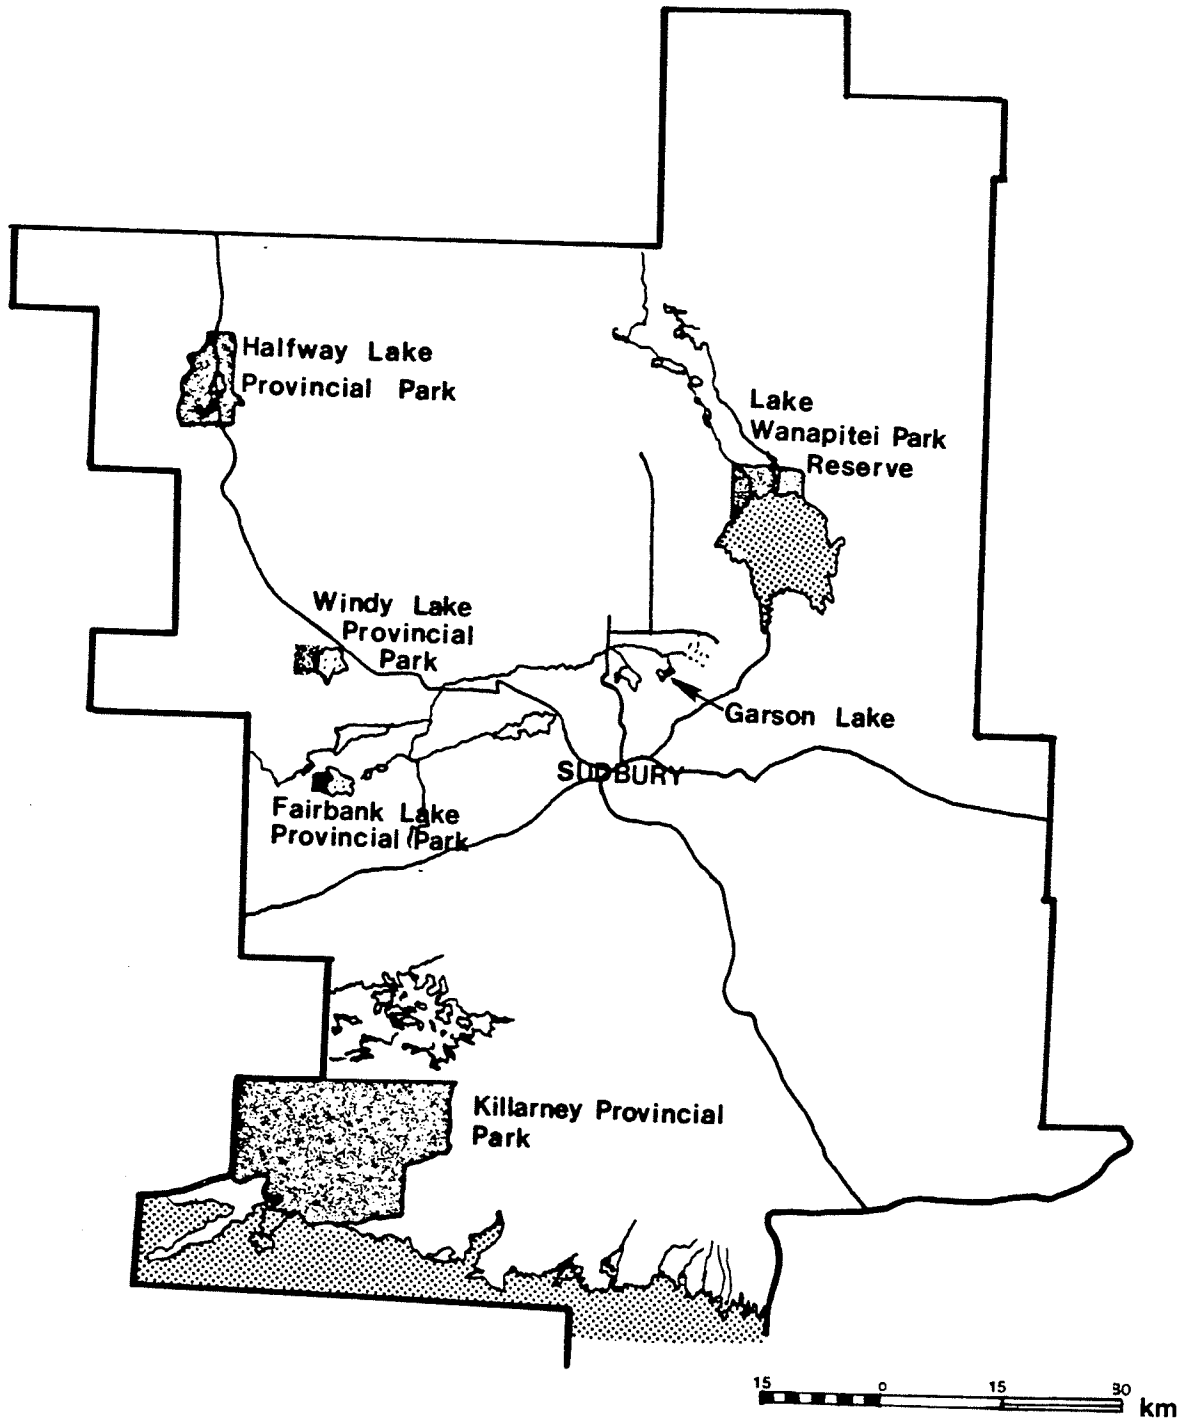 Halfway Lake
Provincial Park
Lake
Wanapitei Park
Reserve
Windy Lake
Provincial
Park
Garson Lake
SUDBURY
Fairbank Lake
Provincial Park
Killarney Provincial
Park
15 0 15 30
km